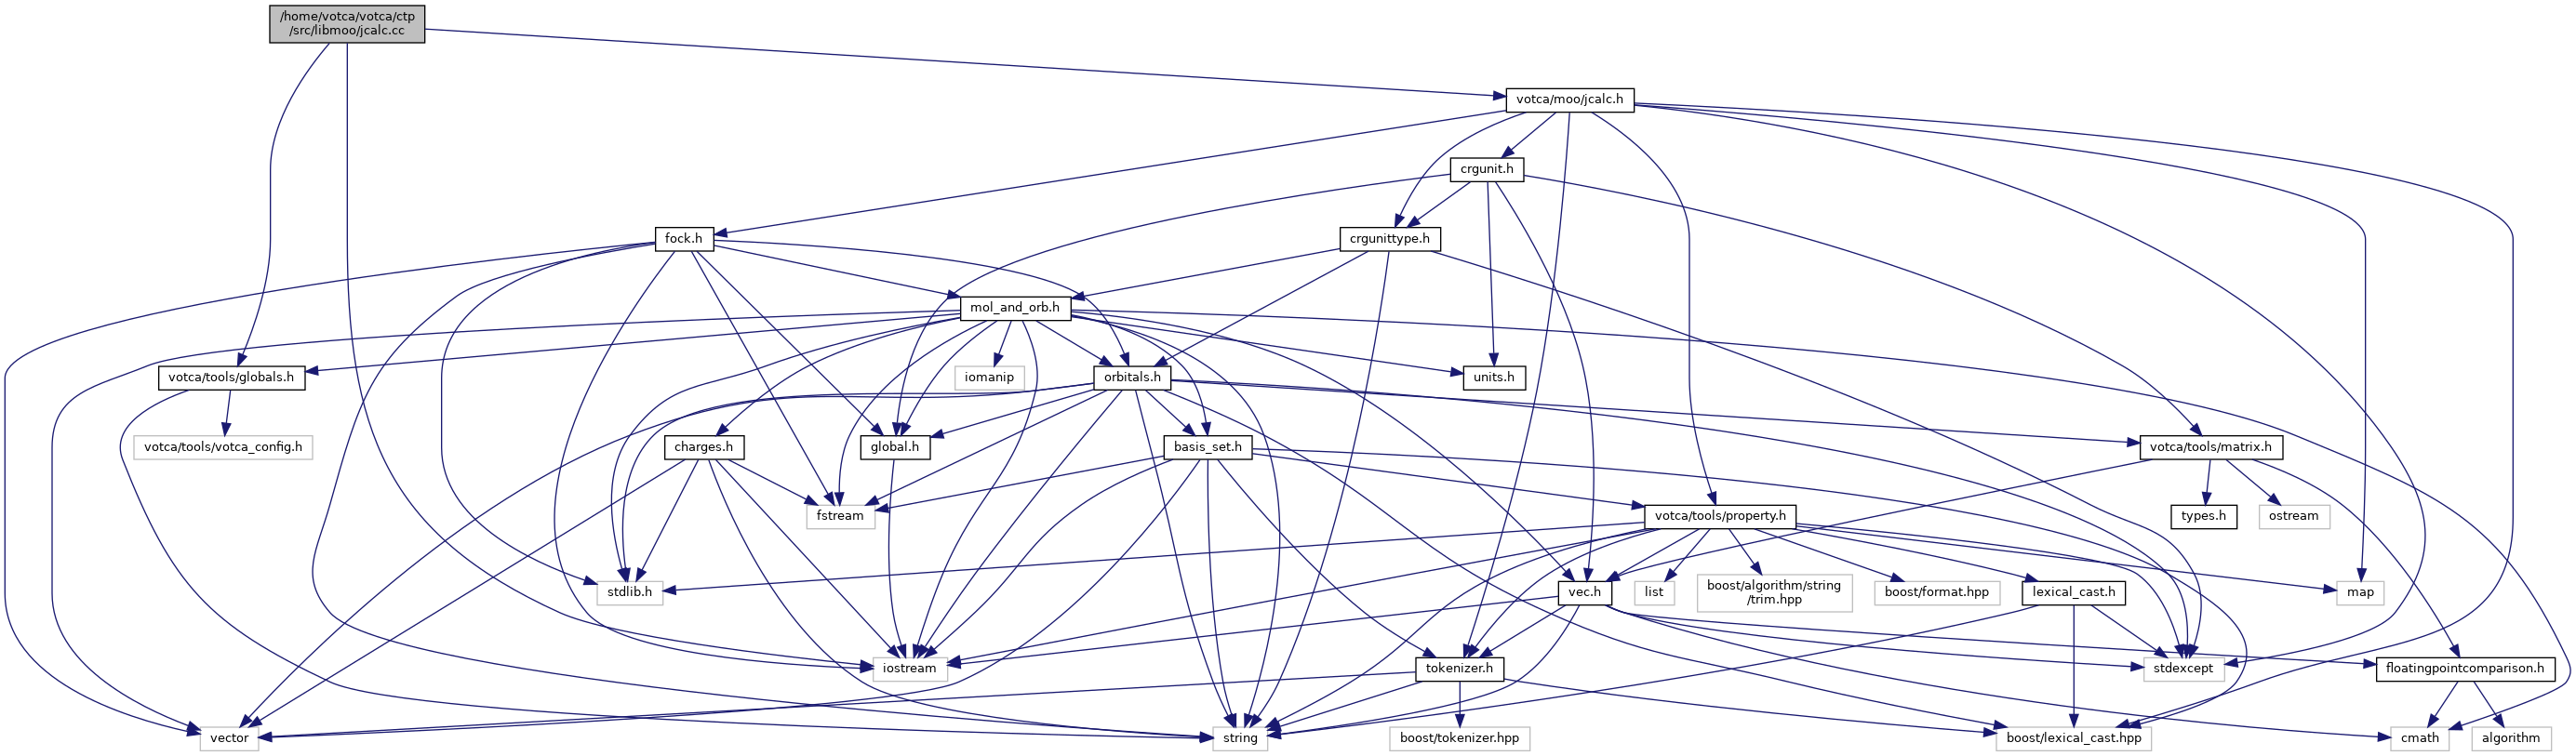 /home/votca/votca/ctp
/src/libmoo/jcalc.cc
votca/moo/jcalc.h
crgunit.h
fock.h
crgunittype.h
mol_and_orb.h
votca/tools/globals.h
iomanip
orbitals.h
units.h
votca/tools/votca_config.h
charges.h
global.h
basis_set.h
votca/tools/matrix.h
fstream
votca/tools/property.h
types.h
ostream
stdlib.h
vec.h
list
boost/algorithm/string
/trim.hpp
boost/format.hpp
lexical_cast.h
map
iostream
tokenizer.h
stdexcept
floatingpointcomparison.h
vector
string
boost/tokenizer.hpp
boost/lexical_cast.hpp
cmath
algorithm